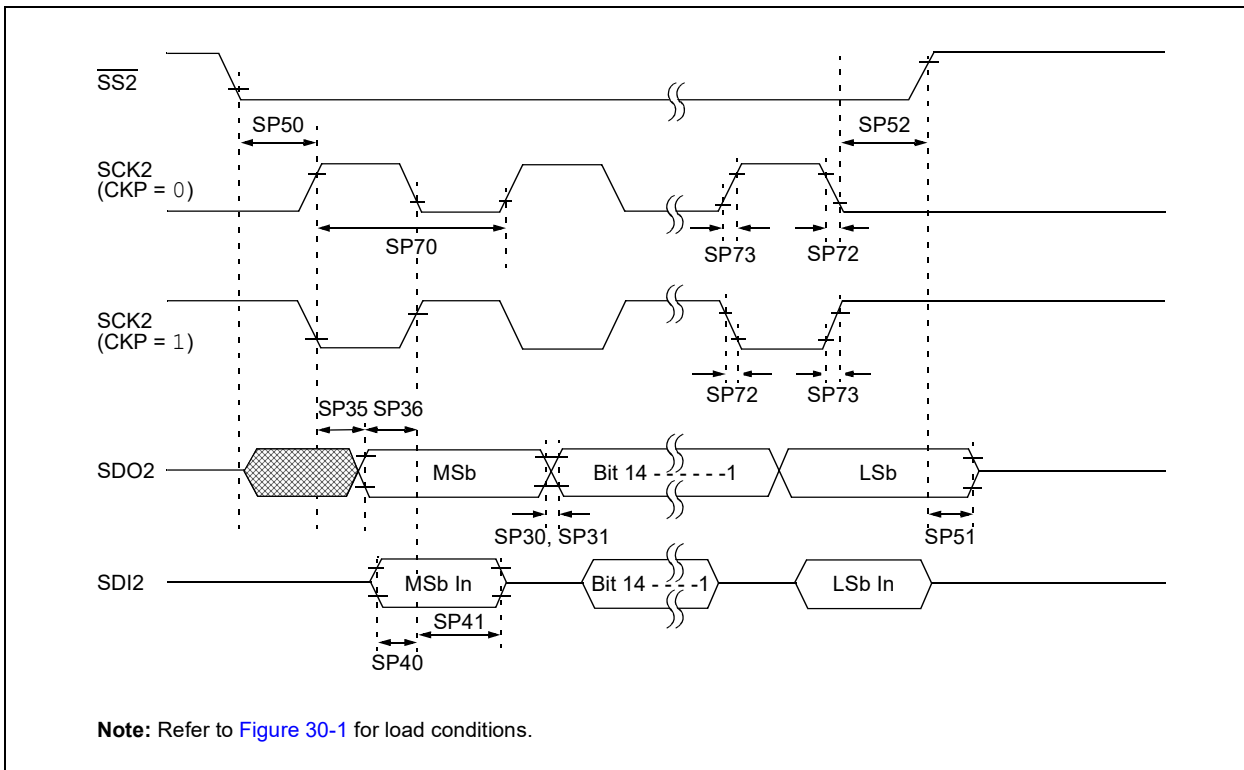 SS2
SP50
SP52
SCK2
(CKP = 0)
SP70
SP73
SP72
SCK2
(CKP = 1)
SP72
SP73
SP35 SP36
SDO2
MSb
Bit 14 - - - - - -1
LSb
SP30, SP31
SP51
SDI2
MSb In
Bit 14 - - - -1
LSb In
SP41
SP40
Note: Refer to Figure 30-1 for load conditions.